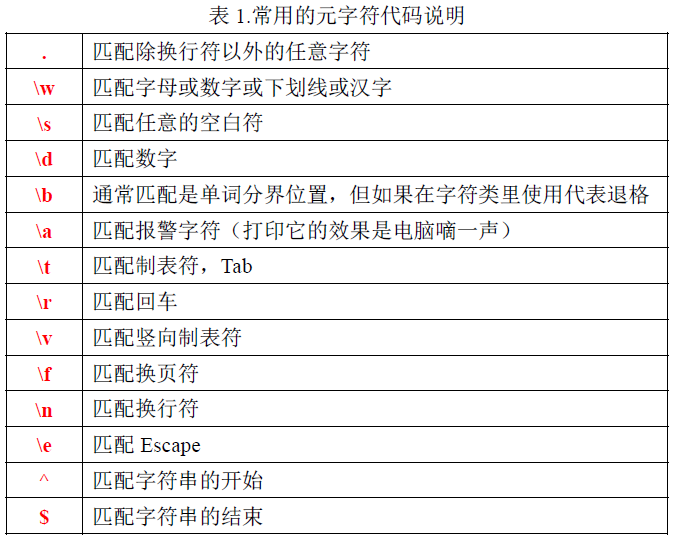 表 1.常用的元字符代码说明
. 匹配除换行符以外的任意字符
\w 匹配字母或数字或下划线或汉字
\s 匹配任意的空白符
\d 匹配数字
\b 通常匹配是单词分界位置，但如果在字符类里使用代表退格
\a 匹配报警字符（打印它的效果是电脑嘀一声）
\t 匹配制表符，Tab
\r 匹配回车
\v 匹配竖向制表符
\f 匹配换页符
\n 匹配换行符
\e 匹配 Escape
^ 匹配字符串的开始
$ 匹配字符串的结束